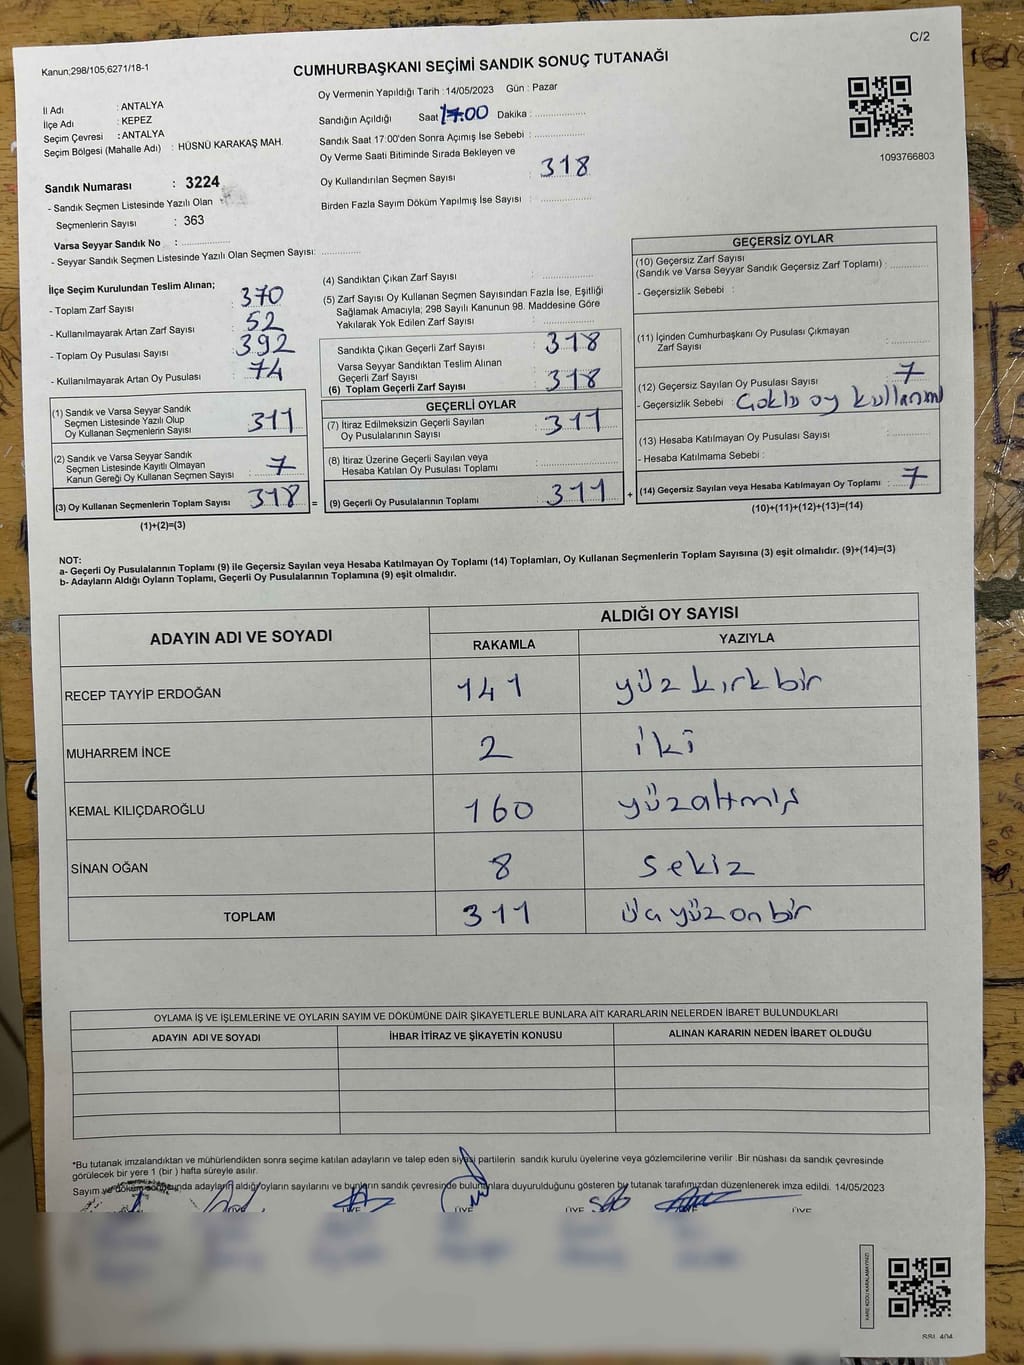 C/2
Kanun;298/105;6271/18-1
CUMHURBAŞKANI SEÇİMİ SANDIK SONUÇ TUTANAĞI
İl Adı : ANTALYA
İlçe Adı : KEPEZ
Seçim Çevresi : ANTALYA
Seçim Bölgesi (Mahalle Adı) : HÜSNÜ KARAKAŞ MAH.
Sandık Numarası : 3224
- Sandık Seçmen Listesinde Yazılı Olan
Seçmenlerin Sayısı : 363
Varsa Seyyar Sandık No :
- Seyyar Sandık Seçmen Listesinde Yazılı Olan Seçmen Sayısı:
Oy Vermenin Yapıldığı Tarih : 14/05/2023 Gün : Pazar
Sandığın Açıldığı Saat 17:00 Dakika :
Sandık Saat 17:00'den Sonra Açımış İse Sebebi :
Oy Verme Saati Bitiminde Sırada Bekleyen ve
Oy Kullandırılan Seçmen Sayısı : 318
Birden Fazla Sayım Döküm Yapılmış İse Sayısı :
1093766803
İlçe Seçim Kurulundan Teslim Alınan;
- Toplam Zarf Sayısı : 370
- Kullanılmayarak Artan Zarf Sayısı : 52
- Toplam Oy Pusulası Sayısı : 392
- Kullanılmayarak Artan Oy Pusulası : 74
(1) Sandık ve Varsa Seyyar Sandık
Seçmen Listesinde Yazılı Olup
Oy Kullanan Seçmenlerin Sayısı : 311
(2) Sandık ve Varsa Seyyar Sandık
Seçmen Listesinde Kayıtlı Olmayan
Kanun Gereği Oy Kullanan Seçmen Sayısı : 7
(3) Oy Kullanan Seçmenlerin Toplam Sayısı 318 =
(1)+(2)=(3)
(4) Sandıktan Çıkan Zarf Sayısı :
(5) Zarf Sayısı Oy Kullanan Seçmen Sayısından Fazla İse, Eşitliği
Sağlamak Amacıyla; 298 Sayılı Kanunun 98. Maddesine Göre
Yakılarak Yok Edilen Zarf Sayısı :
Sandıkta Çıkan Geçerli Zarf Sayısı : 318
Varsa Seyyar Sandıktan Teslim Alınan
Geçerli Zarf Sayısı :
(6) Toplam Geçerli Zarf Sayısı : 318
GEÇERLİ OYLAR
(7) İtiraz Edilmeksizin Geçerli Sayılan
Oy Pusulalarının Sayısı : 311
(8) İtiraz Üzerine Geçerli Sayılan veya
Hesaba Katılan Oy Pusulası Toplamı :
(9) Geçerli Oy Pusulalarının Toplamı : 311 +
GEÇERSİZ OYLAR
(10) Geçersiz Zarf Sayısı
(Sandık ve Varsa Seyyar Sandık Geçersiz Zarf Toplamı) :
- Geçersizlik Sebebi :
(11) İçinden Cumhurbaşkanı Oy Pusulası Çıkmayan
Zarf Sayısı :
(12) Geçersiz Sayılan Oy Pusulası Sayısı : 7
- Geçersizlik Sebebi : Çoklu oy kullanımı
(13) Hesaba Katılmayan Oy Pusulası Sayısı :
- Hesaba Katılmama Sebebi :
(14) Geçersiz Sayılan veya Hesaba Katılmayan Oy Toplamı : 7
(10)+(11)+(12)+(13)=(14)
NOT:
a- Geçerli Oy Pusulalarının Toplamı (9) ile Geçersiz Sayılan veya Hesaba Katılmayan Oy Toplamı (14) Toplamları, Oy Kullanan Seçmenlerin Toplam Sayısına (3) eşit olmalıdır. (9)+(14)=(3)
b- Adayların Aldığı Oyların Toplamı, Geçerli Oy Pusulalarının Toplamına (9) eşit olmalıdır.
ADAYIN ADI VE SOYADI ALDIĞI OY SAYISI
RAKAMLA YAZIYLA
RECEP TAYYİP ERDOĞAN 141 yüz kırk bir
MUHARREM İNCE 2 iki
KEMAL KILIÇDAROĞLU 160 yüzaltmış
SİNAN OĞAN 8 sekiz
TOPLAM 311 üç yüz on bir
OYLAMA İŞ VE İŞLEMLERİNE VE OYLARIN SAYIM VE DÖKÜMÜNE DAİR ŞİKAYETLERLE BUNLARA AİT KARARLARIN NELERDEN İBARET BULUNDUKLARI
ADAYIN ADI VE SOYADI İHBAR İTİRAZ VE ŞİKAYETİN KONUSU ALINAN KARARIN NEDEN İBARET OLDUĞU
*Bu tutanak imzalandıktan ve mühürlendikten sonra seçime katılan adayların ve talep eden siyasi partilerin sandık kurulu üyelerine veya gözlemcilerine verilir. Bir nüshası da sandık çevresinde
görülecek bir yere 1 (bir ) hafta süreyle asılır.
Sayım ve döküm sonucunda adayların aldığı oyların sayılarını ve bunların sandık çevresinde bulunanlara duyurulduğunu gösteren bu tutanak tarafımızdan düzenlenerek imza edildi. 14/05/2023
ÜYE ÜYE ÜYE ÜYE ÜYE
KARE KODU KARALAMAYINIZ!